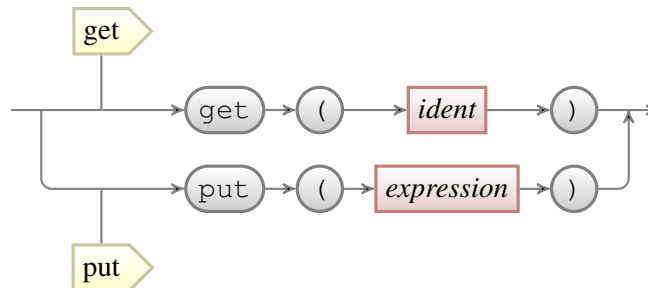 get
get ( ident )
put ( expression )
put